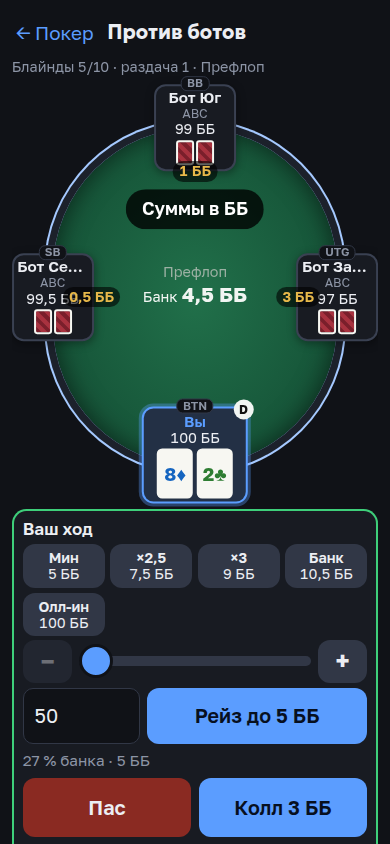 ← Покер Против ботов
Блайнды 5/10 · раздача 1 · Префлоп
BB
Бот Юг
ABC
99 ББ
1 ББ
Суммы в ББ
SB
Бот Се…
ABC
99,5 ББ
0,5 ББ
UTG
Бот За…
ABC
97 ББ
3 ББ
Префлоп
Банк 4,5 ББ
BTN
D
Вы
100 ББ
8♦ 2♣
Ваш ход
Мин ×2,5 ×3 Банк
5 ББ 7,5 ББ 9 ББ 10,5 ББ
Олл-ин
100 ББ
− +
50 Рейз до 5 ББ
27 % банка · 5 ББ
Пас Колл 3 ББ